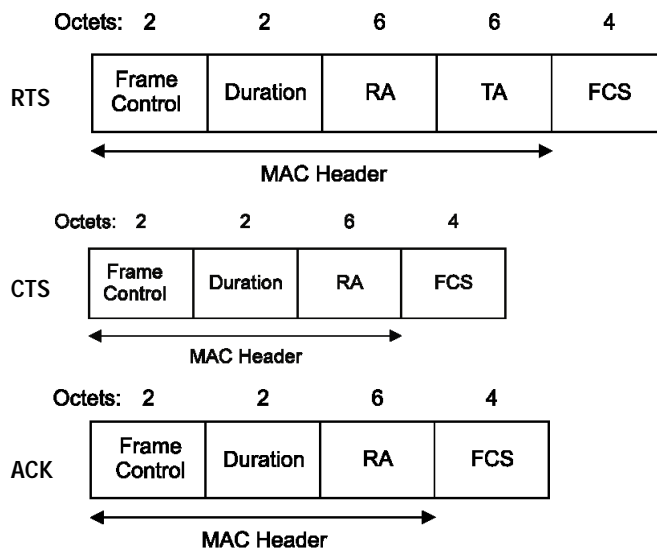 Octets: 2 2 6 6 4
RTS Frame Control Duration RA TA FCS
MAC Header
Octets: 2 2 6 4
CTS Frame Control Duration RA FCS
MAC Header
Octets: 2 2 6 4
ACK Frame Control Duration RA FCS
MAC Header